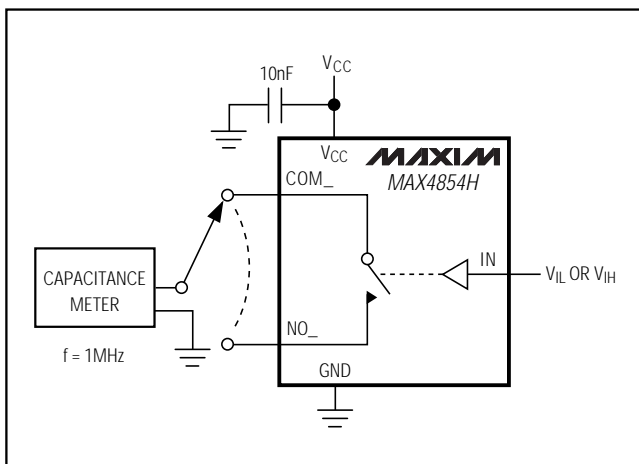 10nF
VCC
VCC
MAXIM
MAX4854H
COM_
IN
VIL OR VIH
CAPACITANCE
METER
NO_
f = 1MHz
GND